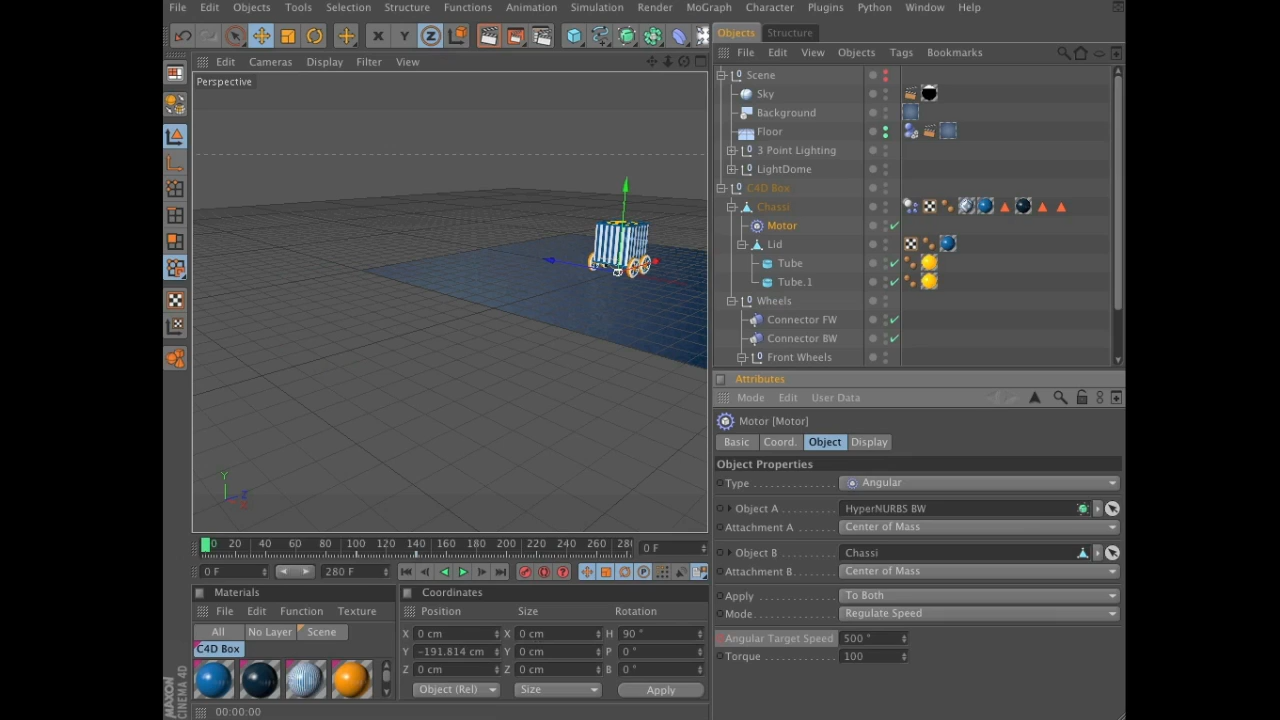 File Edit Objects Tools Selection Structure Functions Animation Simulation Render MoGraph Character Plugins Python Window Help
X Y Z
Objects Structure
File Edit View Objects Tags Bookmarks
Edit Cameras Display Filter View
Perspective
Scene
Sky
Background
Floor
3 Point Lighting
LightDome
C4D Box
Chassi
Motor
Lid
Tube
Tube.1
Wheels
Connector FW
Connector BW
Front Wheels
Attributes
Mode Edit User Data
Motor [Motor]
Basic Coord. Object Display
Object Properties
Type Angular
Object A HyperNURBS BW
Attachment A Center of Mass
Object B Chassi
Attachment B Center of Mass
Apply To Both
Mode Regulate Speed
Angular Target Speed 500 °
Torque 100
Y
Z
0 20 40 60 80 100 120 140 160 180 200 220 240 260 28
0 F
0 F 280 F
Materials
File Edit Function Texture
All No Layer Scene
C4D Box
Coordinates
Position Size Rotation
X 0 cm X 0 cm H 90 °
Y -191.814 cm Y 0 cm P 0 °
Z 0 cm Z 0 cm B 0 °
Object (Rel) Size Apply
MAXON
CINEMA 4D
00:00:00